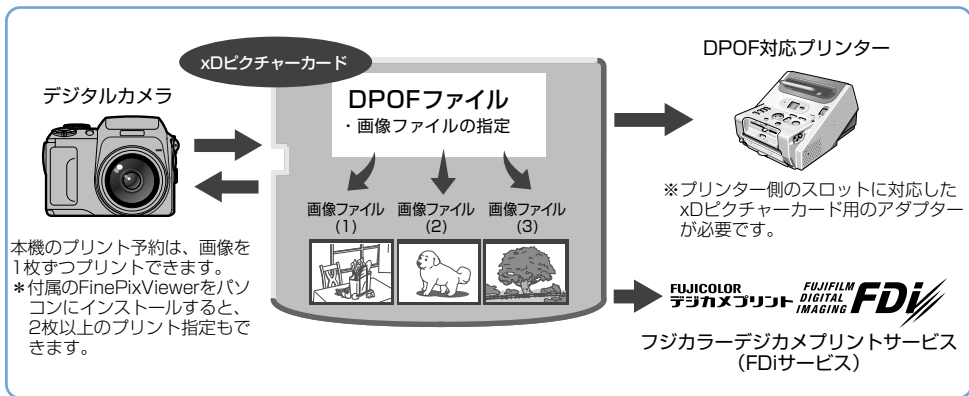 xDピクチャーカード
デジタルカメラ
本機のプリント予約は、画像を
1枚ずつプリントできます。
*付属のFinePixViewerをパソ
コンにインストールすると、
2枚以上のプリント指定もで
きます。
DPOFファイル
・画像ファイルの指定
画像ファイル
(1)
画像ファイル
(2)
画像ファイル
(3)
DPOF対応プリンター
※プリンター側のスロットに対応した
xDピクチャーカード用のアダプター
が必要です。
FUJICOLOR
デジカメプリント
FUJIFILM
DIGITAL
IMAGING
FDi
フジカラーデジカメプリントサービス
(FDiサービス)